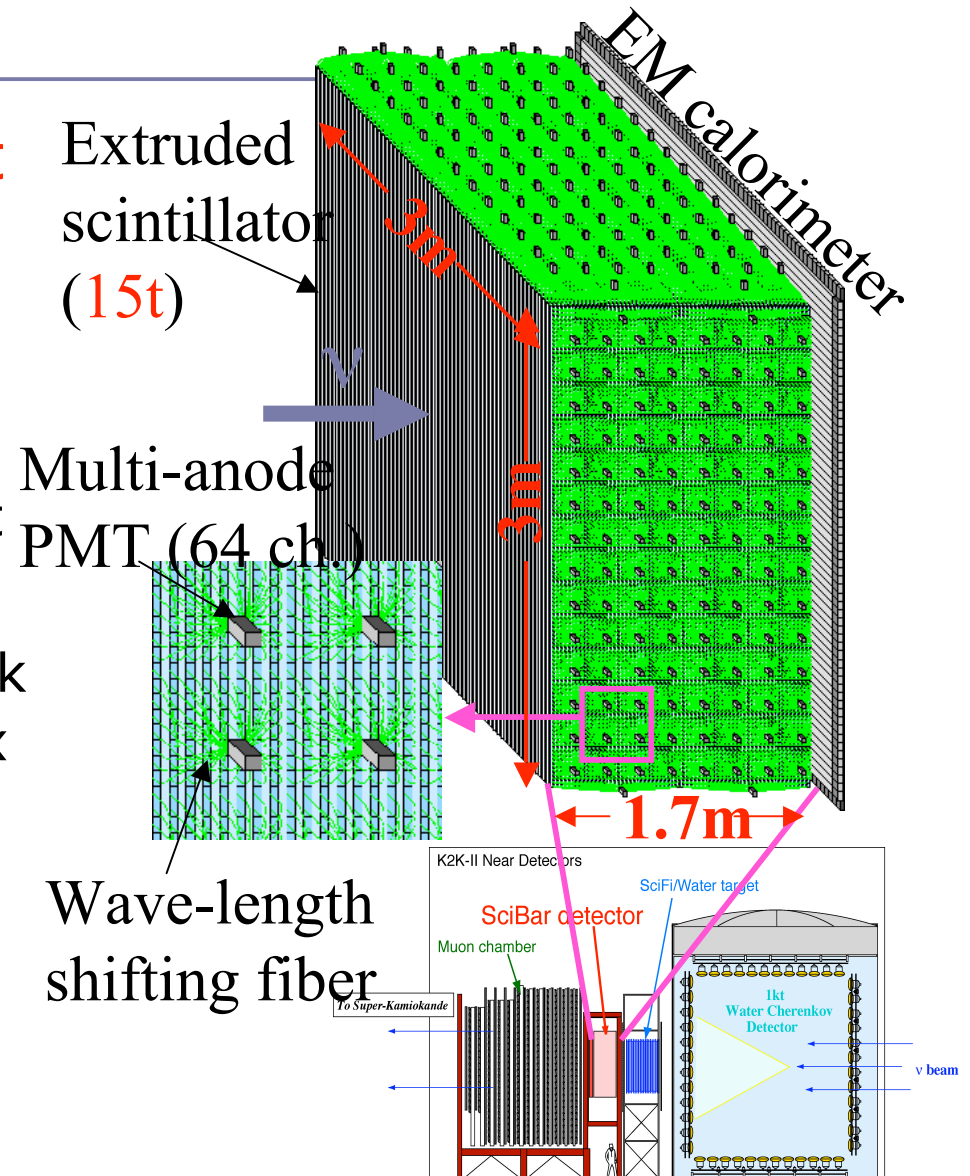 EM calorimeter
Extruded
scintillator
(15t)
3m
ν
3m
Multi-anode
PMT (64 ch.)
k
x
1.7m
Wave-length
shifting fiber
K2K-II Near Detectors
SciFi/Water target
SciBar detector
Muon chamber
To Super-Kamiokande
1kt
Water Cherenkov
Detector
ν beam